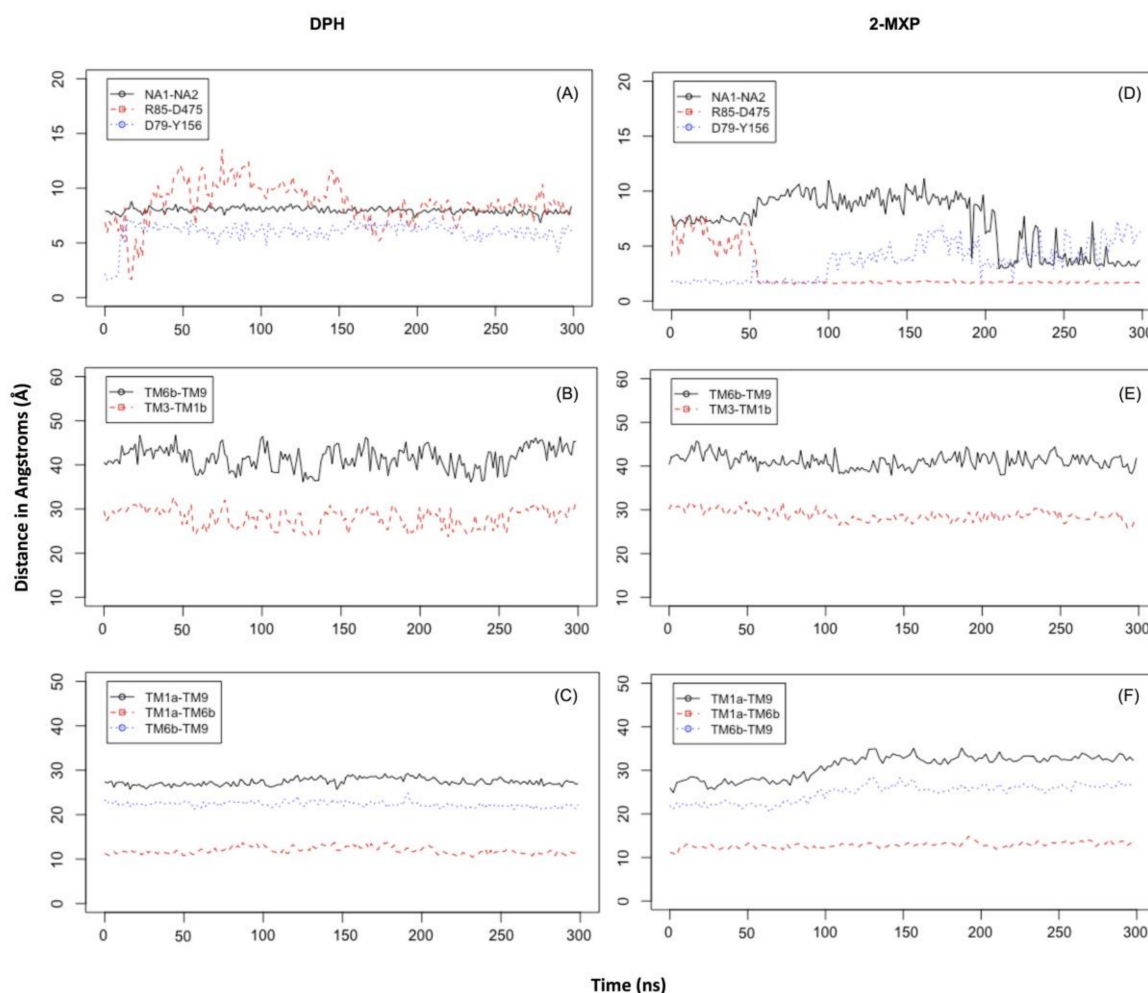 DPH
2-MXP
(A)
NA1-NA2
R85-D475
D79-Y156
20
15
10
5
0
0 50 100 150 200 250 300
(D)
NA1-NA2
R85-D475
D79-Y156
20
15
10
5
0
0 50 100 150 200 250 300
(B)
TM6b-TM9
TM3-TM1b
60
50
40
30
20
10
0 50 100 150 200 250 300
(E)
TM6b-TM9
TM3-TM1b
60
50
40
30
20
10
0 50 100 150 200 250 300
Distance in Angstroms (Å)
(C)
TM1a-TM9
TM1a-TM6b
TM6b-TM9
50
40
30
20
10
0
0 50 100 150 200 250 300
(F)
TM1a-TM9
TM1a-TM6b
TM6b-TM9
50
40
30
20
10
0
0 50 100 150 200 250 300
Time (ns)